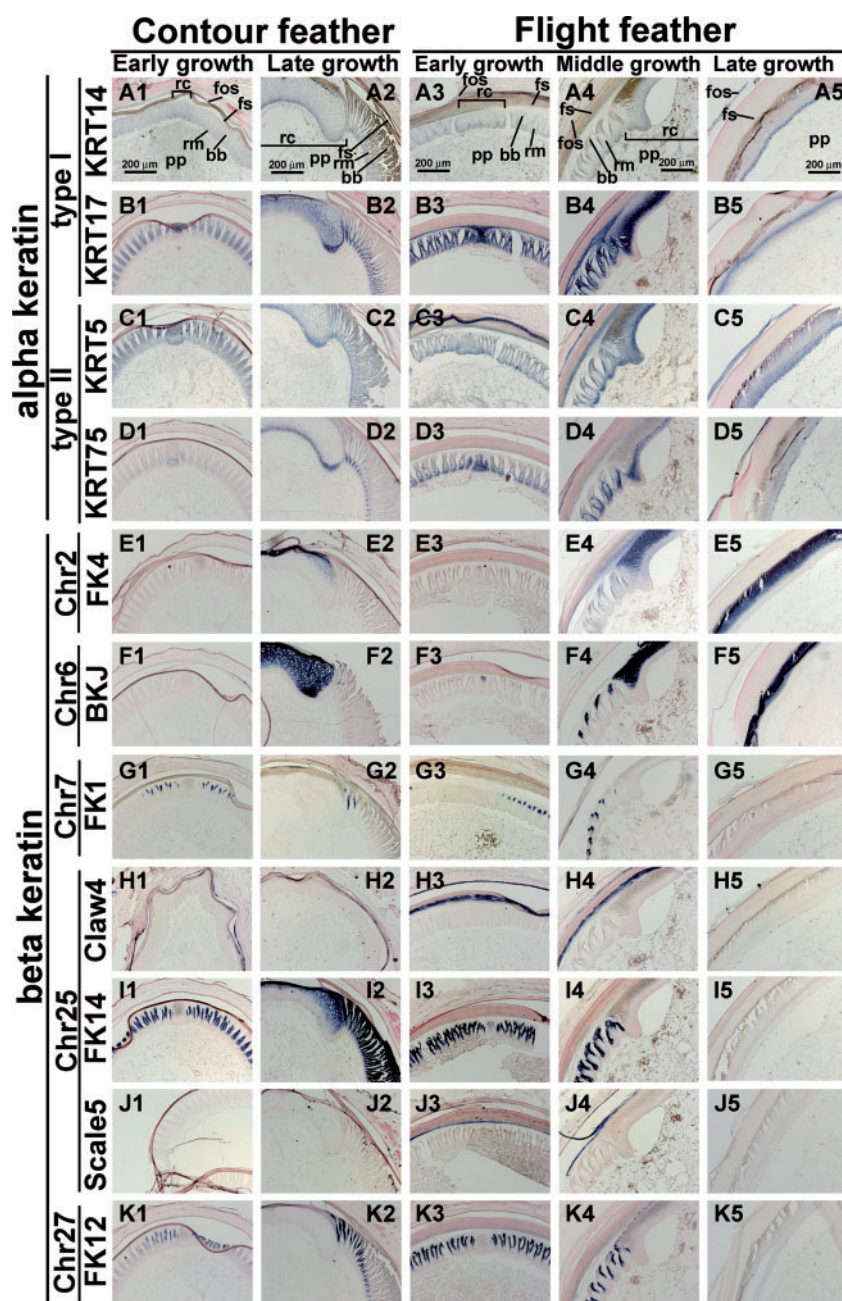 Contour feather Flight feather
Early growth Late growth Early growth Middle growth Late growth
alpha keratin
type I
KRT14
A1 rc fos fs rm bb pp 200 µm
A2 rc pp fs rm bb 200 µm
A3 fos rc fs pp bb rm 200 µm
A4 fs fos rc pp rm bb 200 µm
A5 fos fs pp 200 µm
KRT17
B1 B2 B3 B4 B5
type II
KRT5
C1 C2 C3 C4 C5
KRT75
D1 D2 D3 D4 D5
beta keratin
Chr2
FK4
E1 E2 E3 E4 E5
Chr6
BKJ
F1 F2 F3 F4 F5
Chr7
FK1
G1 G2 G3 G4 G5
Chr25
Claw4
H1 H2 H3 H4 H5
FK14
I1 I2 I3 I4 I5
Scale5
J1 J2 J3 J4 J5
Chr27
FK12
K1 K2 K3 K4 K5